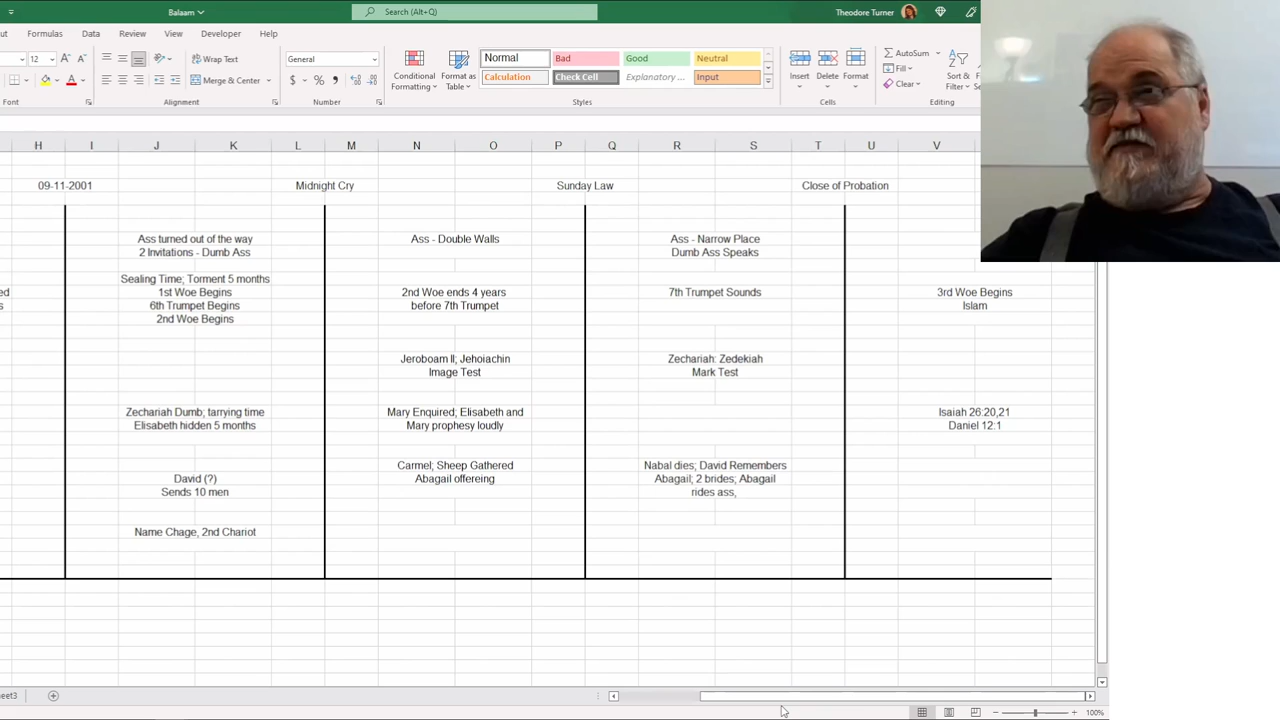 Balaam
Search (Alt+Q)
Theodore Turner
Formulas Data Review View Developer Help
12 A A
Wrap Text
General
Merge & Center
$ % ,
Conditional Formatting
Format as Table
Normal Bad Good Neutral
Calculation Check Cell Explanatory ... Input
Insert Delete Format
AutoSum
Fill
Clear
Sort & Filter
Font Alignment Number Styles Cells Editing
H I J K L M N O P Q R S T U V
09-11-2001 Midnight Cry Sunday Law Close of Probation
Ass turned out of the way
2 Invitations - Dumb Ass
Ass - Double Walls
Ass - Narrow Place
Dumb Ass Speaks
Sealing Time; Torment 5 months
1st Woe Begins
6th Trumpet Begins
2nd Woe Begins
2nd Woe ends 4 years
before 7th Trumpet
7th Trumpet Sounds
3rd Woe Begins
Islam
Jeroboam II; Jehoiachin
Image Test
Zechariah: Zedekiah
Mark Test
Zechariah Dumb; tarrying time
Elisabeth hidden 5 months
Mary Enquired; Elisabeth and
Mary prophesy loudly
Isaiah 26:20,21
Daniel 12:1
David (?)
Sends 10 men
Carmel; Sheep Gathered
Abagail offereing
Nabal dies; David Remembers
Abagail; 2 brides; Abagail
rides ass,
Name Chage, 2nd Chariot
100%